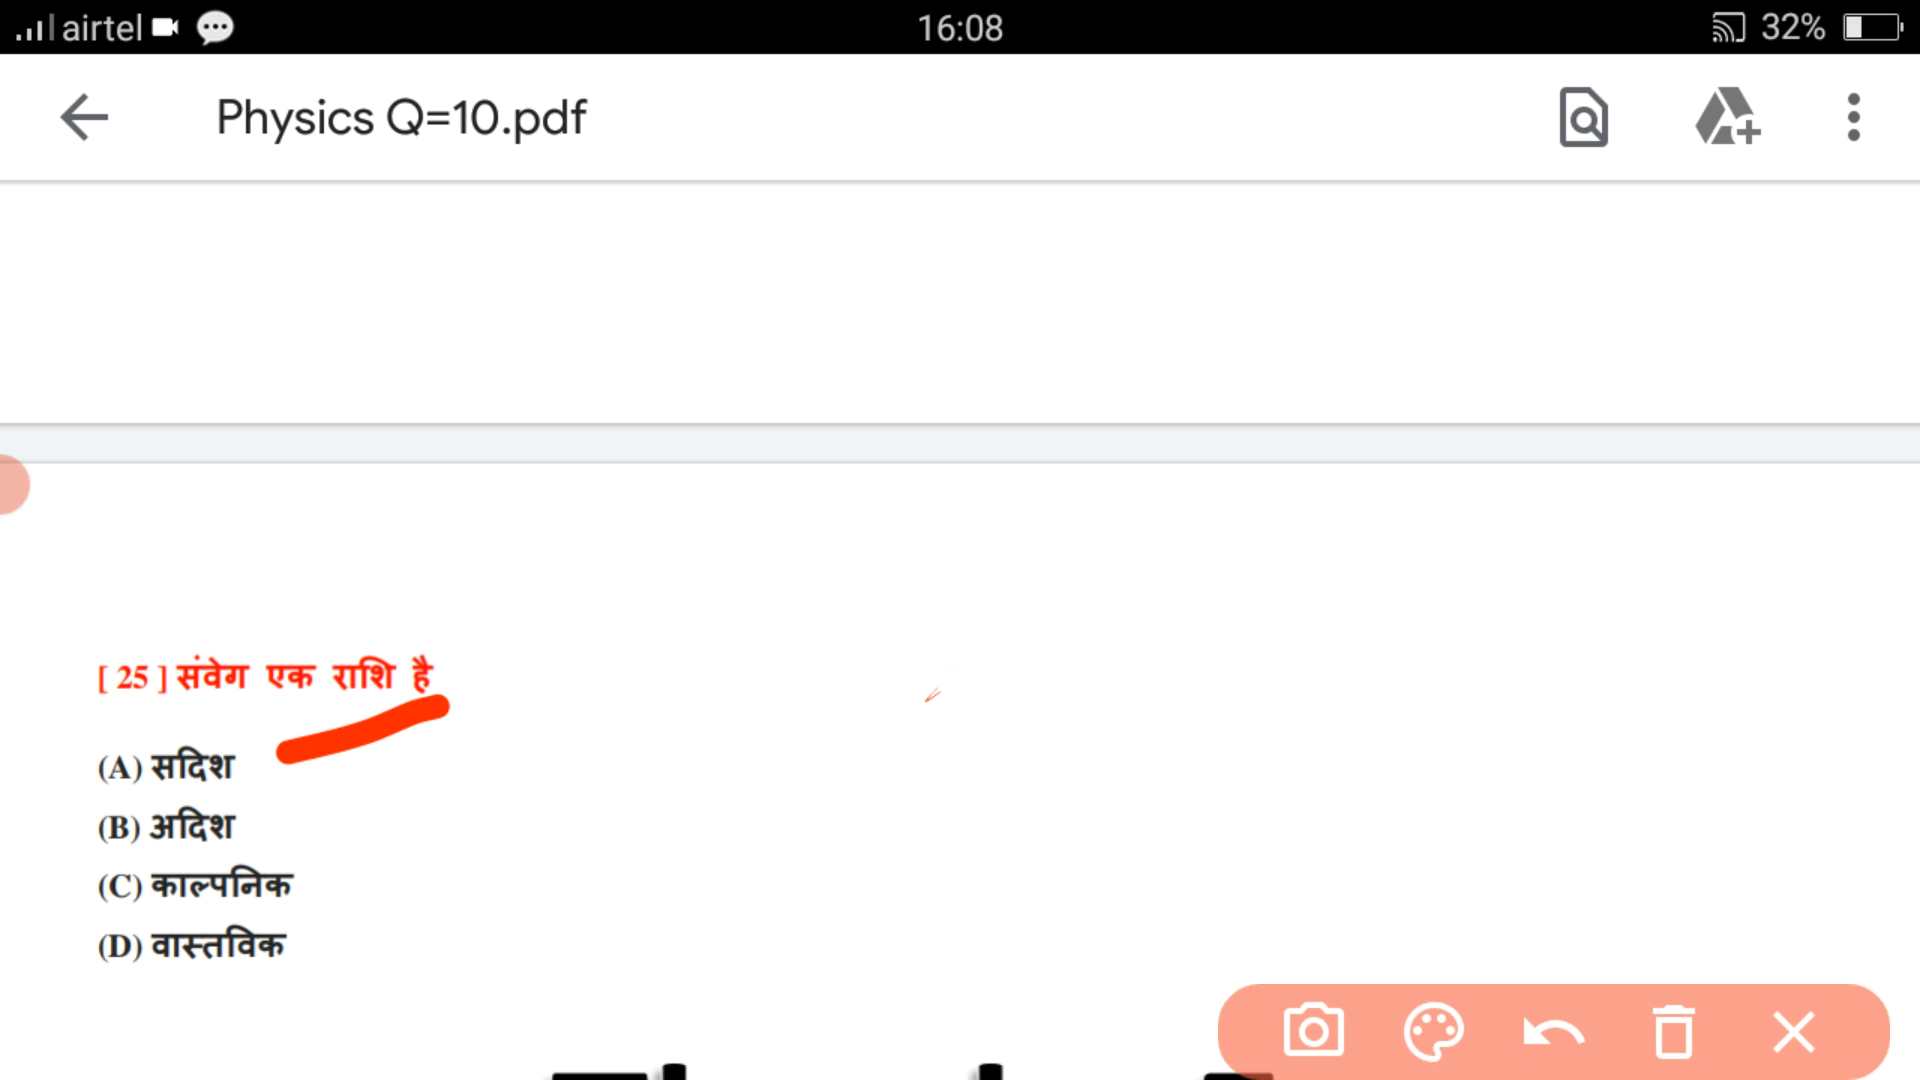 airtel 16:08 32%
Physics Q=10.pdf
[ 25 ] संवेग एक राशि है
(A) सदिश
(B) अदिश
(C) काल्पनिक
(D) वास्तविक